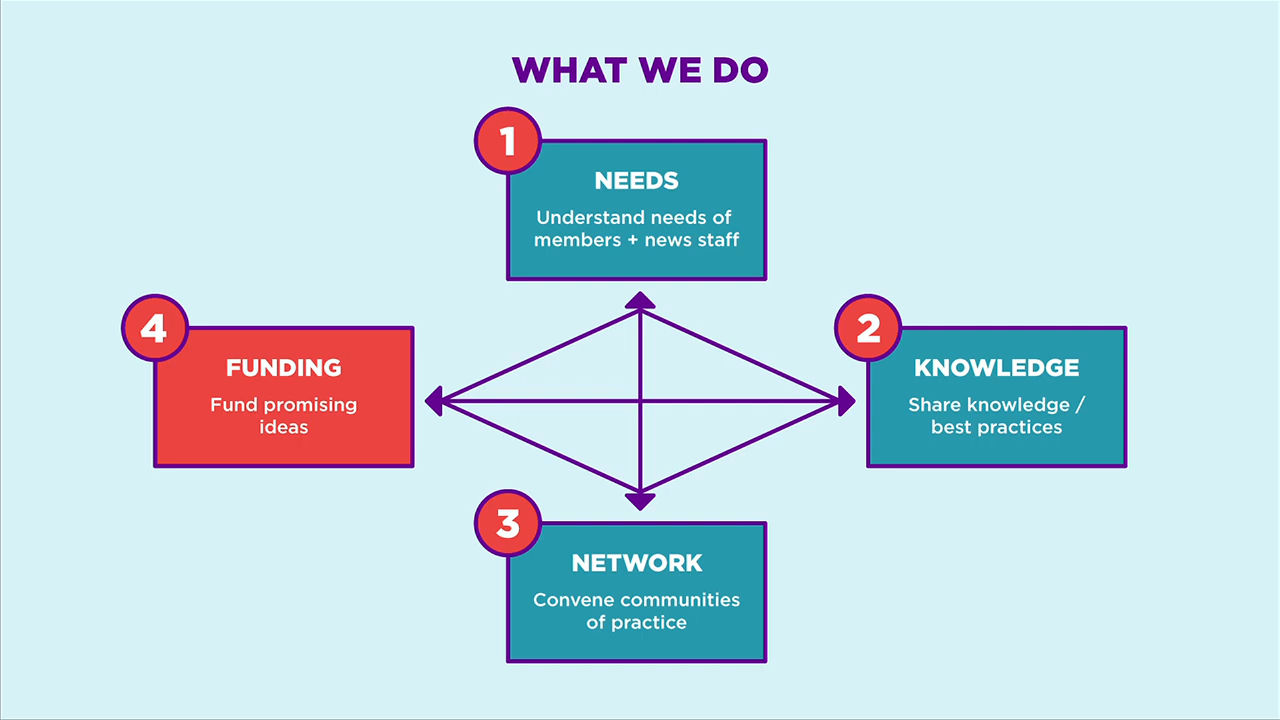 WHAT WE DO
1
NEEDS
Understand needs of
members + news staff
2
KNOWLEDGE
Share knowledge /
best practices
3
NETWORK
Convene communities
of practice
4
FUNDING
Fund promising
ideas